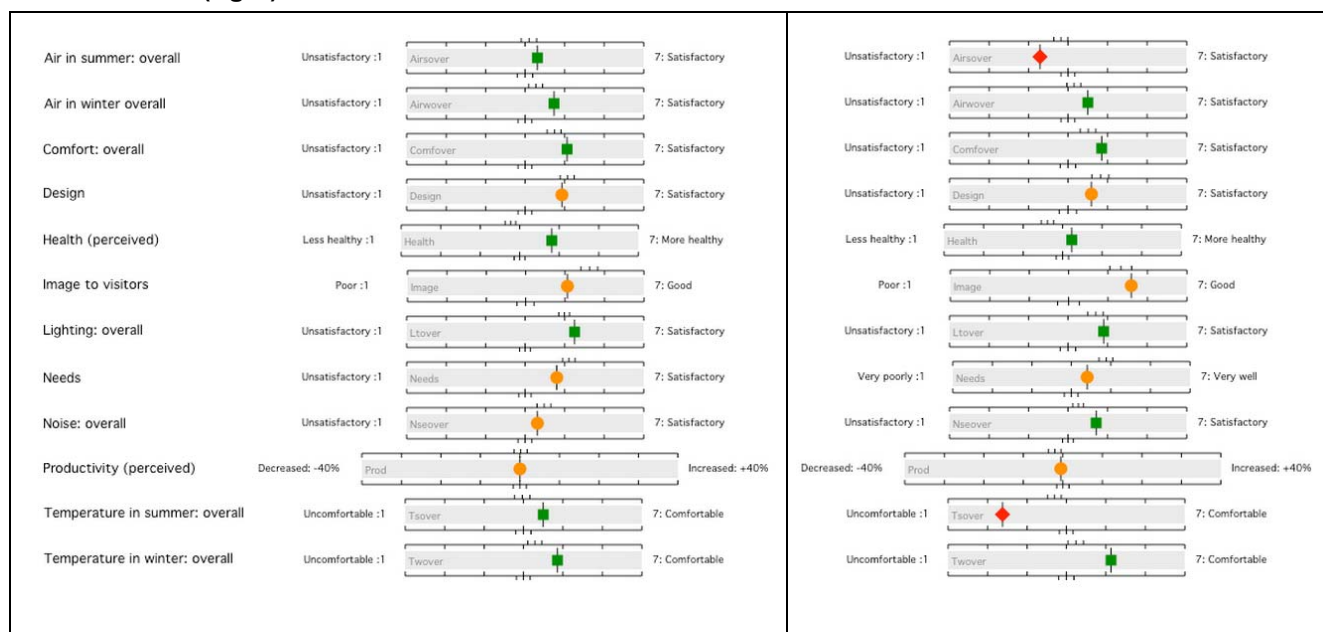 Air in summer: overall Unsatisfactory :1 Airsover 7: Satisfactory Unsatisfactory :1 Airsover 7: Satisfactory
Air in winter overall Unsatisfactory :1 Airwover 7: Satisfactory Unsatisfactory :1 Airwover 7: Satisfactory
Comfort: overall Unsatisfactory :1 Comfover 7: Satisfactory Unsatisfactory :1 Comfover 7: Satisfactory
Design Unsatisfactory :1 Design 7: Satisfactory Unsatisfactory :1 Design 7: Satisfactory
Health (perceived) Less healthy :1 Health 7: More healthy Less healthy :1 Health 7: More healthy
Image to visitors Poor :1 Image 7: Good Poor :1 Image 7: Good
Lighting: overall Unsatisfactory :1 Ltover 7: Satisfactory Unsatisfactory :1 Ltover 7: Satisfactory
Needs Unsatisfactory :1 Needs 7: Satisfactory Very poorly :1 Needs 7: Very well
Noise: overall Unsatisfactory :1 Nseover 7: Satisfactory Unsatisfactory :1 Nseover 7: Satisfactory
Productivity (perceived) Decreased: -40% Prod Increased: +40% Decreased: -40% Prod Increased: +40%
Temperature in summer: overall Uncomfortable :1 Tsover 7: Comfortable Uncomfortable :1 Tsover 7: Comfortable
Temperature in winter: overall Uncomfortable :1 Twover 7: Comfortable Uncomfortable :1 Twover 7: Comfortable